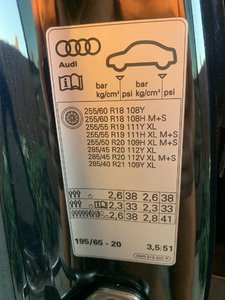 Audi
bar bar
kg/cm² psi kg/cm² psi
255/60 R18 108Y
255/60 R18 108H M+S
255/55 R19 111Y XL
255/55 R19 111H XL M+S
255/50 R20 109H XL M+S
285/45 R20 112Y XL
285/45 R20 112V XL M+S
285/40 R21 109Y XL
2,6 38 2,6 38
2,3 33 2,3 33
2,6 38 2,8 41
195/65 - 20 3,5/51